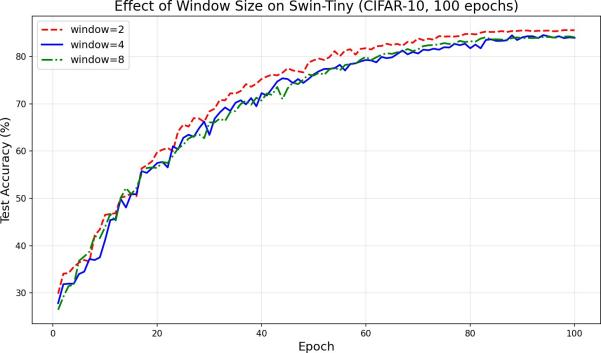 Effect of Window Size on Swin-Tiny (CIFAR-10, 100 epochs)
window=2
window=4
window=8
Test Accuracy (%)
80
70
60
50
40
30
0 20 40 60 80 100
Epoch